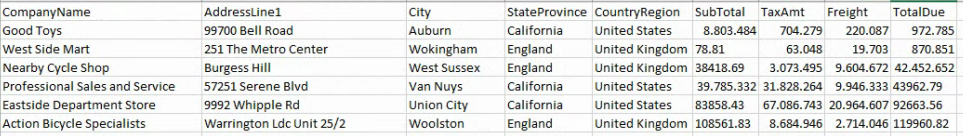 CompanyName AddressLine1 City StateProvince CountryRegion SubTotal TaxAmt Freight TotalDue
Good Toys 99700 Bell Road Auburn California United States 8.803.484 704.279 220.087 972.785
West Side Mart 251 The Metro Center Wokingham England United Kingdom 78.81 63.048 19.703 870.851
Nearby Cycle Shop Burgess Hill West Sussex England United Kingdom 38418.69 3.073.495 9.604.672 42.452.652
Professional Sales and Service 57251 Serene Blvd Van Nuys California United States 39.785.332 31.828.264 9.946.333 43962.79
Eastside Department Store 9992 Whipple Rd Union City California United States 83858.43 67.086.743 20.964.607 92663.56
Action Bicycle Specialists Warrington Ldc Unit 25/2 Woolston England United Kingdom 108561.83 8.684.946 2.714.046 119960.82